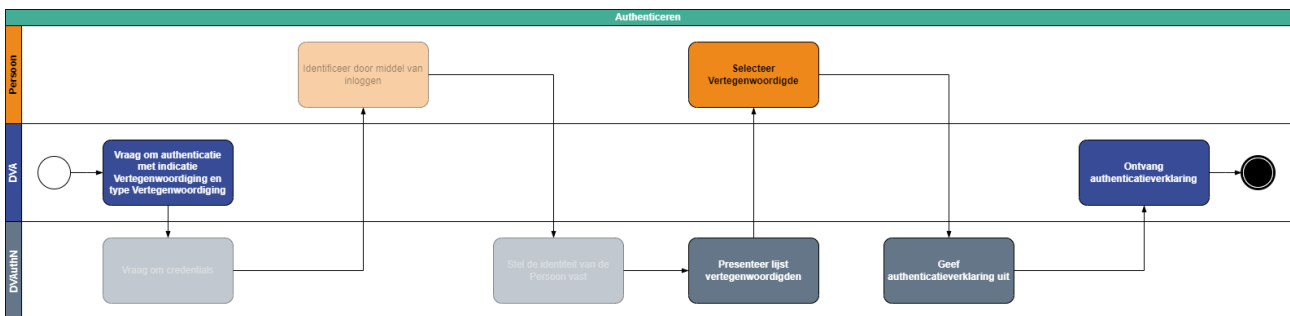 Authenticeren
Persoon
Identificeer door middel van
inloggen
Selecteer
Vertegenwoordigde
DVA
Vraag om authenticatie
met indicatie
Vertegenwoordiging en
type Vertegenwoordiging
Ontvang
authenticatieverklaring
DVAuthN
Vraag om credentials
Stel de identiteit van de
Persoon vast
Presenteer lijst
vertegenwoordigden
Geef
authenticatieverklaring uit